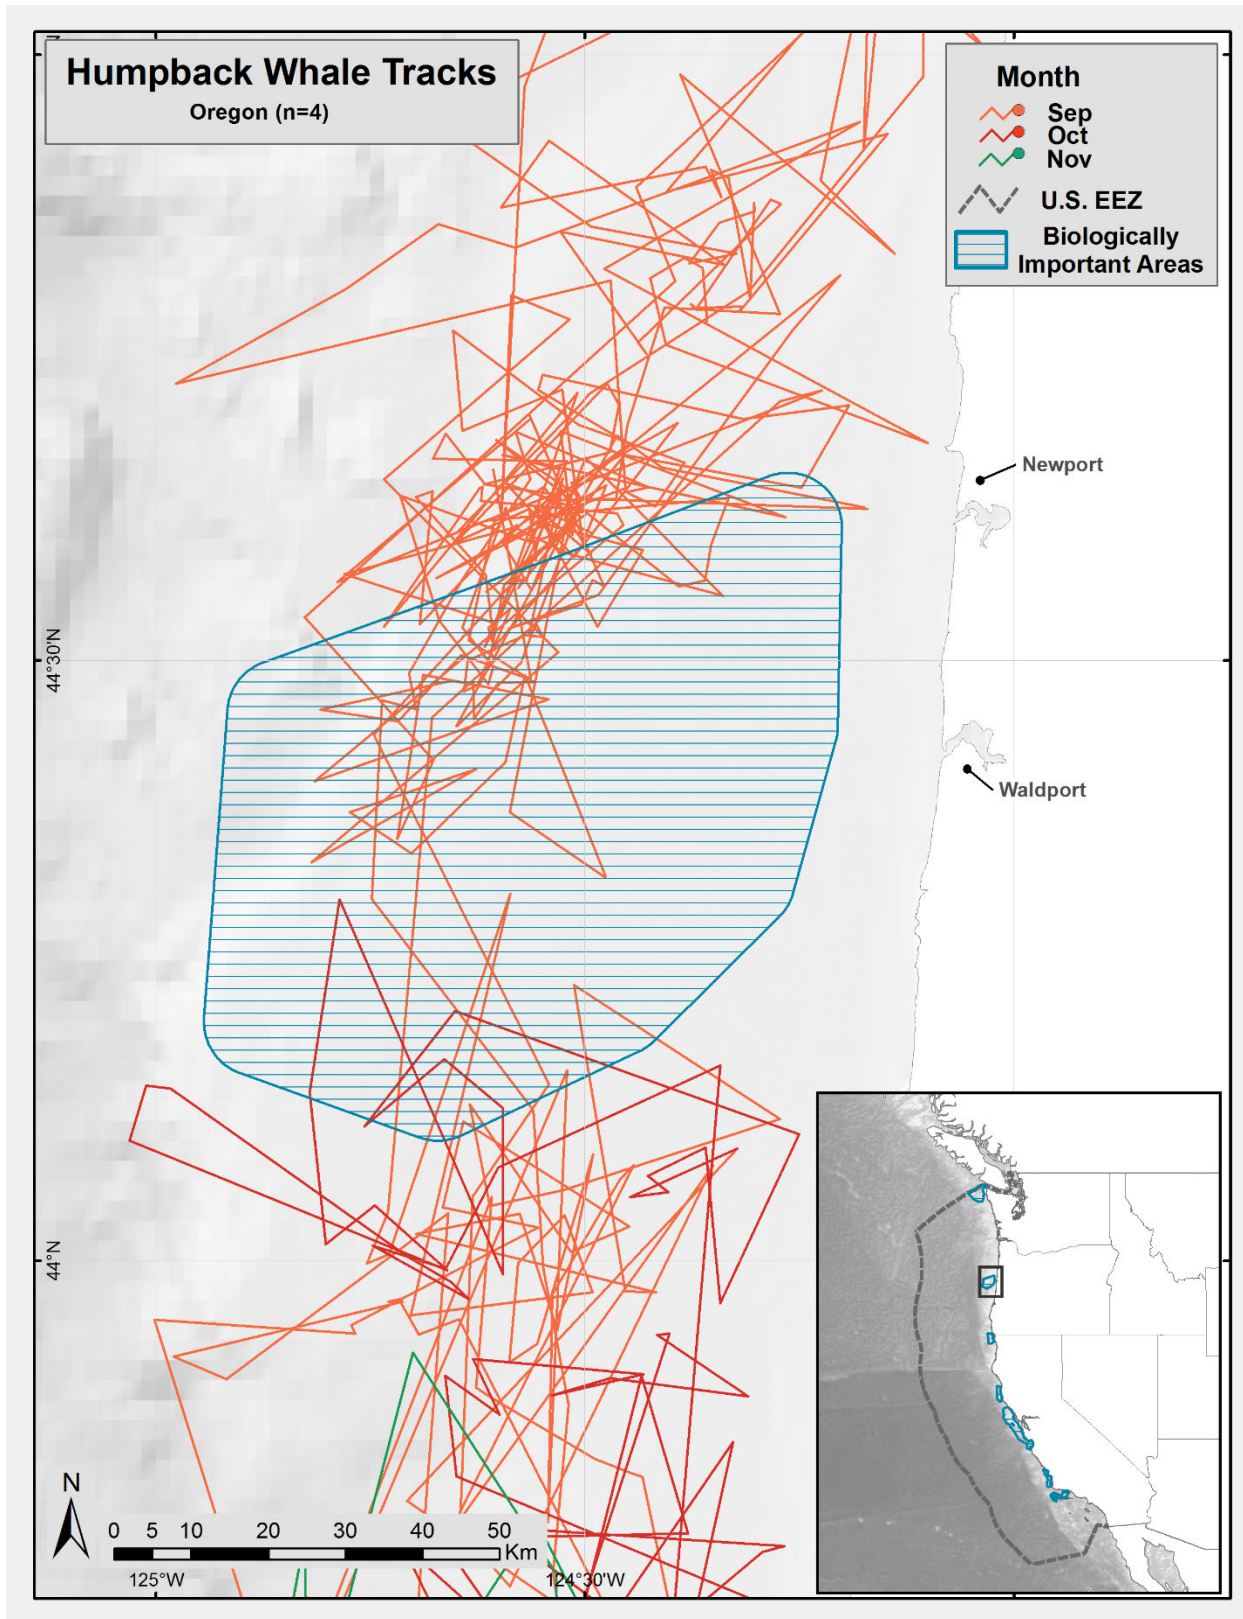 Humpback Whale Tracks
Oregon (n=4)
Month
Sep
Oct
Nov
U.S. EEZ
Biologically
Important Areas
Newport
44°30'N
Waldport
44°N
N
0 5 10 20 30 40 50
Km
125°W
124°30'W